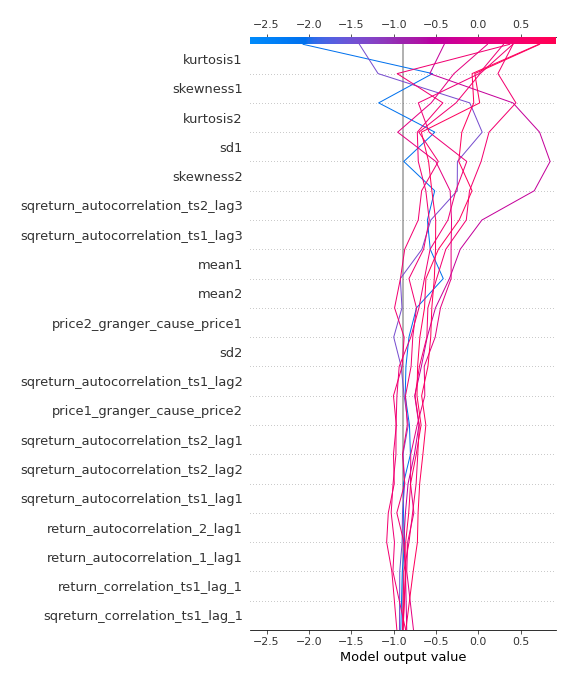 −2.5 −2.0 −1.5 −1.0 −0.5 0.0 0.5
kurtosis1
skewness1
kurtosis2
sd1
skewness2
sqreturn_autocorrelation_ts2_lag3
sqreturn_autocorrelation_ts1_lag3
mean1
mean2
price2_granger_cause_price1
sd2
sqreturn_autocorrelation_ts1_lag2
price1_granger_cause_price2
sqreturn_autocorrelation_ts2_lag1
sqreturn_autocorrelation_ts2_lag2
sqreturn_autocorrelation_ts1_lag1
return_autocorrelation_2_lag1
return_autocorrelation_1_lag1
return_correlation_ts1_lag_1
sqreturn_correlation_ts1_lag_1
−2.5 −2.0 −1.5 −1.0 −0.5 0.0 0.5
Model output value